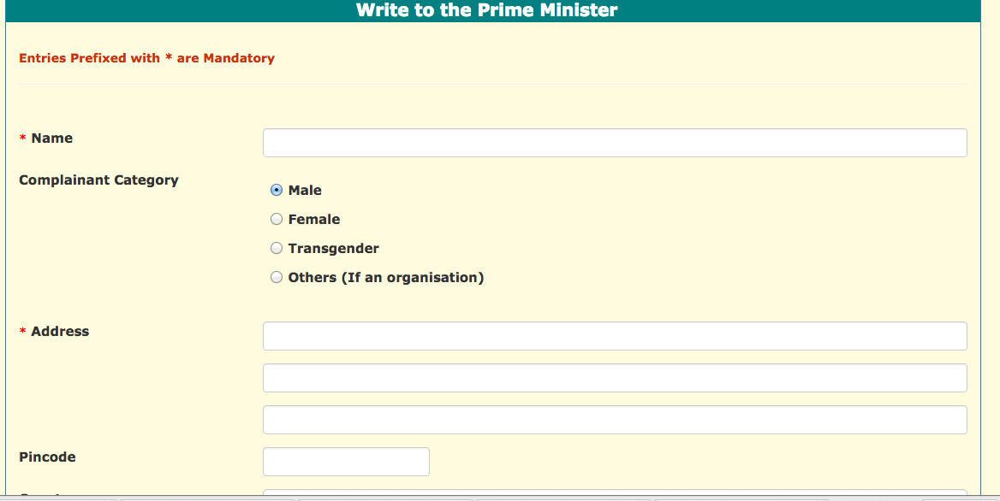 Write to the Prime Minister
Entries Prefixed with * are Mandatory
* Name
Complainant Category
Male
Female
Transgender
Others (If an organisation)
* Address
Pincode